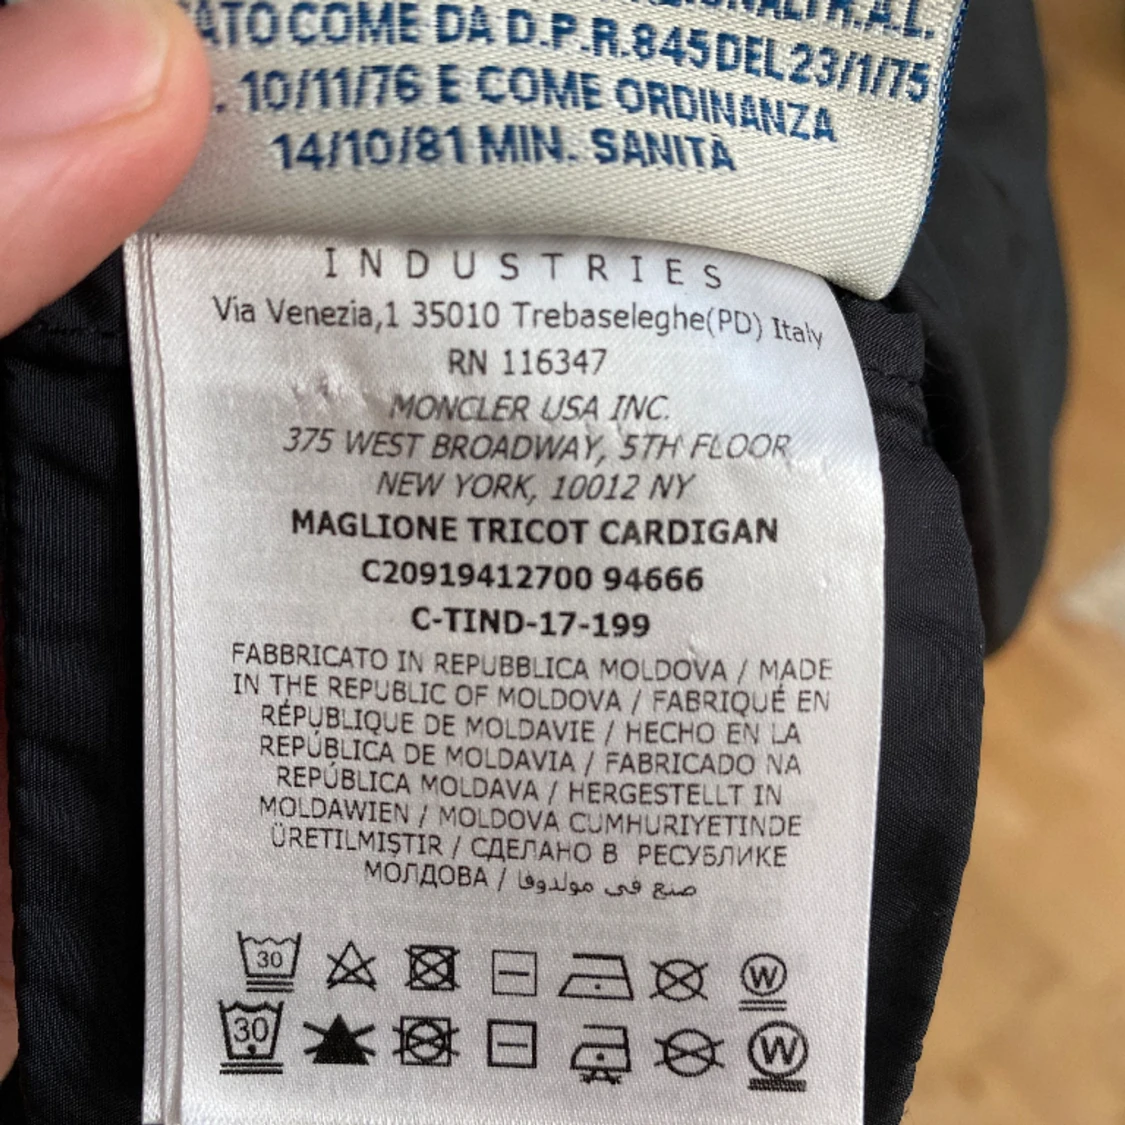 ATO COME DA D.P.R.845 DEL 23/1/75
. 10/11/76 E COME ORDINANZA
14/10/81 MIN. SANITÀ
INDUSTRIES
Via Venezia,1 35010 Trebaseleghe(PD) Italy
RN 116347
MONCLER USA INC.
375 WEST BROADWAY, 5TH FLOOR
NEW YORK, 10012 NY
MAGLIONE TRICOT CARDIGAN
C20919412700 94666
C-TIND-17-199
FABBRICATO IN REPUBBLICA MOLDOVA / MADE
IN THE REPUBLIC OF MOLDOVA / FABRIQUÉ EN
RÉPUBLIQUE DE MOLDAVIE / HECHO EN LA
REPÚBLICA DE MOLDAVIA / FABRICADO NA
REPÚBLICA MOLDAVA / HERGESTELLT IN
MOLDAWIEN / MOLDOVA CUMHURIYETINDE
ÜRETILMIŞTIR / СДЕЛАНО В РЕСУБЛИКЕ
МОЛДОВА / صنع في مولدوفا
30 W
30 W